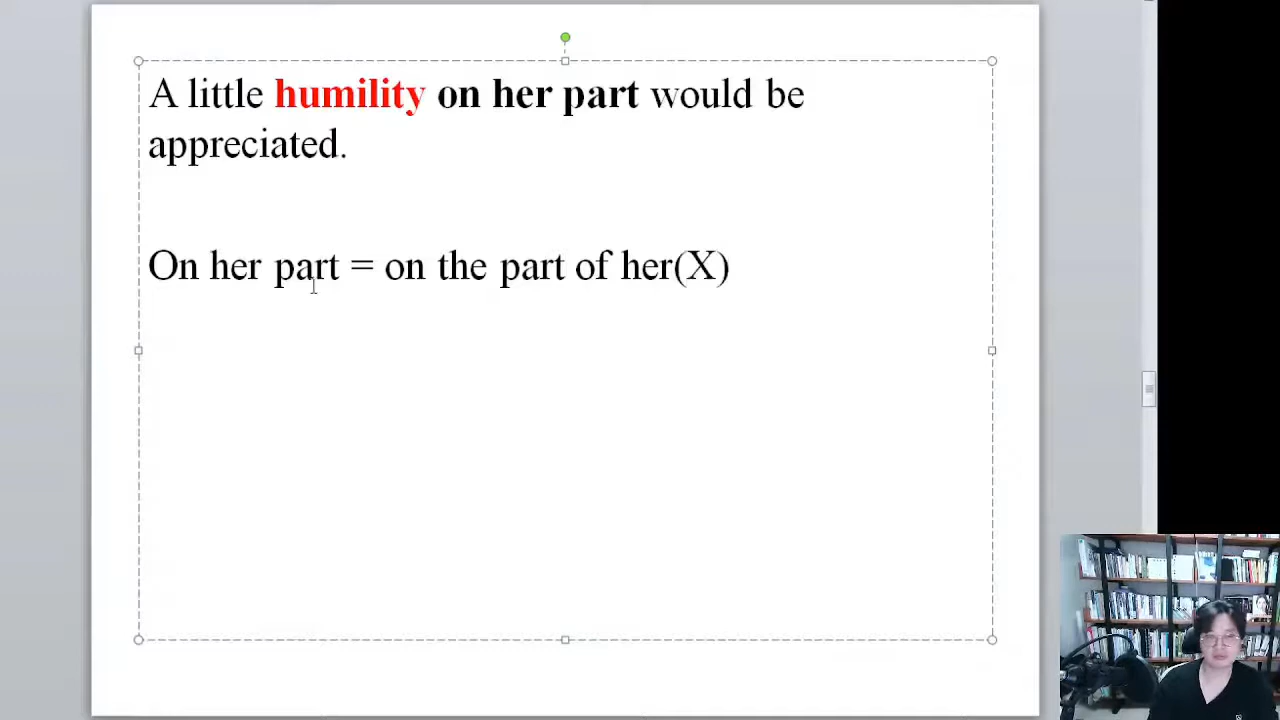 A little humility on her part would be
appreciated.
On her part = on the part of her(X)